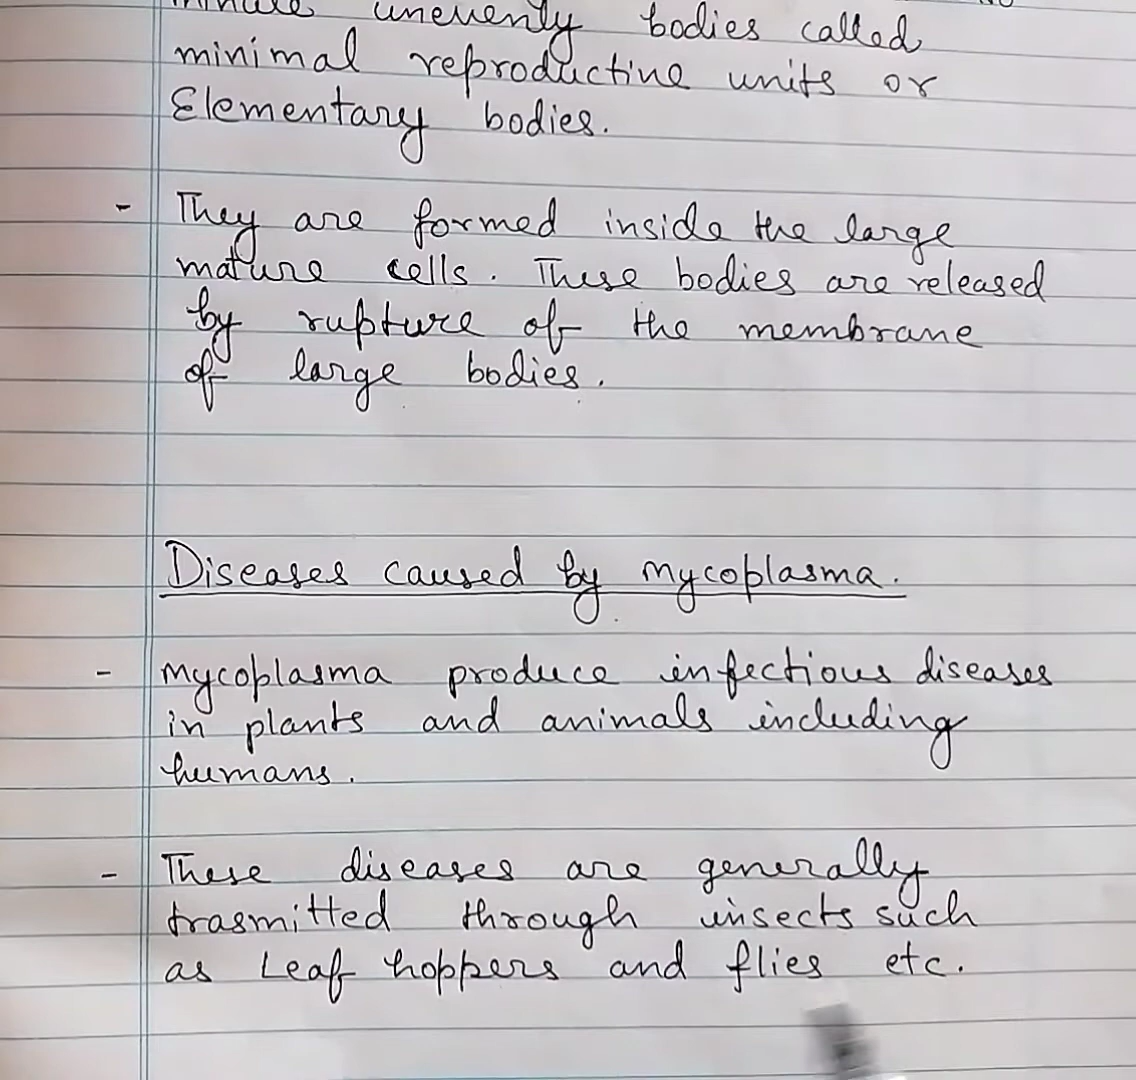 minute unevenly bodies called
minimal reproductive units or
Elementary bodies.
- They are formed inside the large
mature cells. These bodies are released
by rupture of the membrane
of large bodies.
Diseases caused by mycoplasma.
- Mycoplasma produce infectious diseases
in plants and animals including
humans.
- These diseases are generally
trasmitted through insects such
as Leaf hoppers and flies etc.